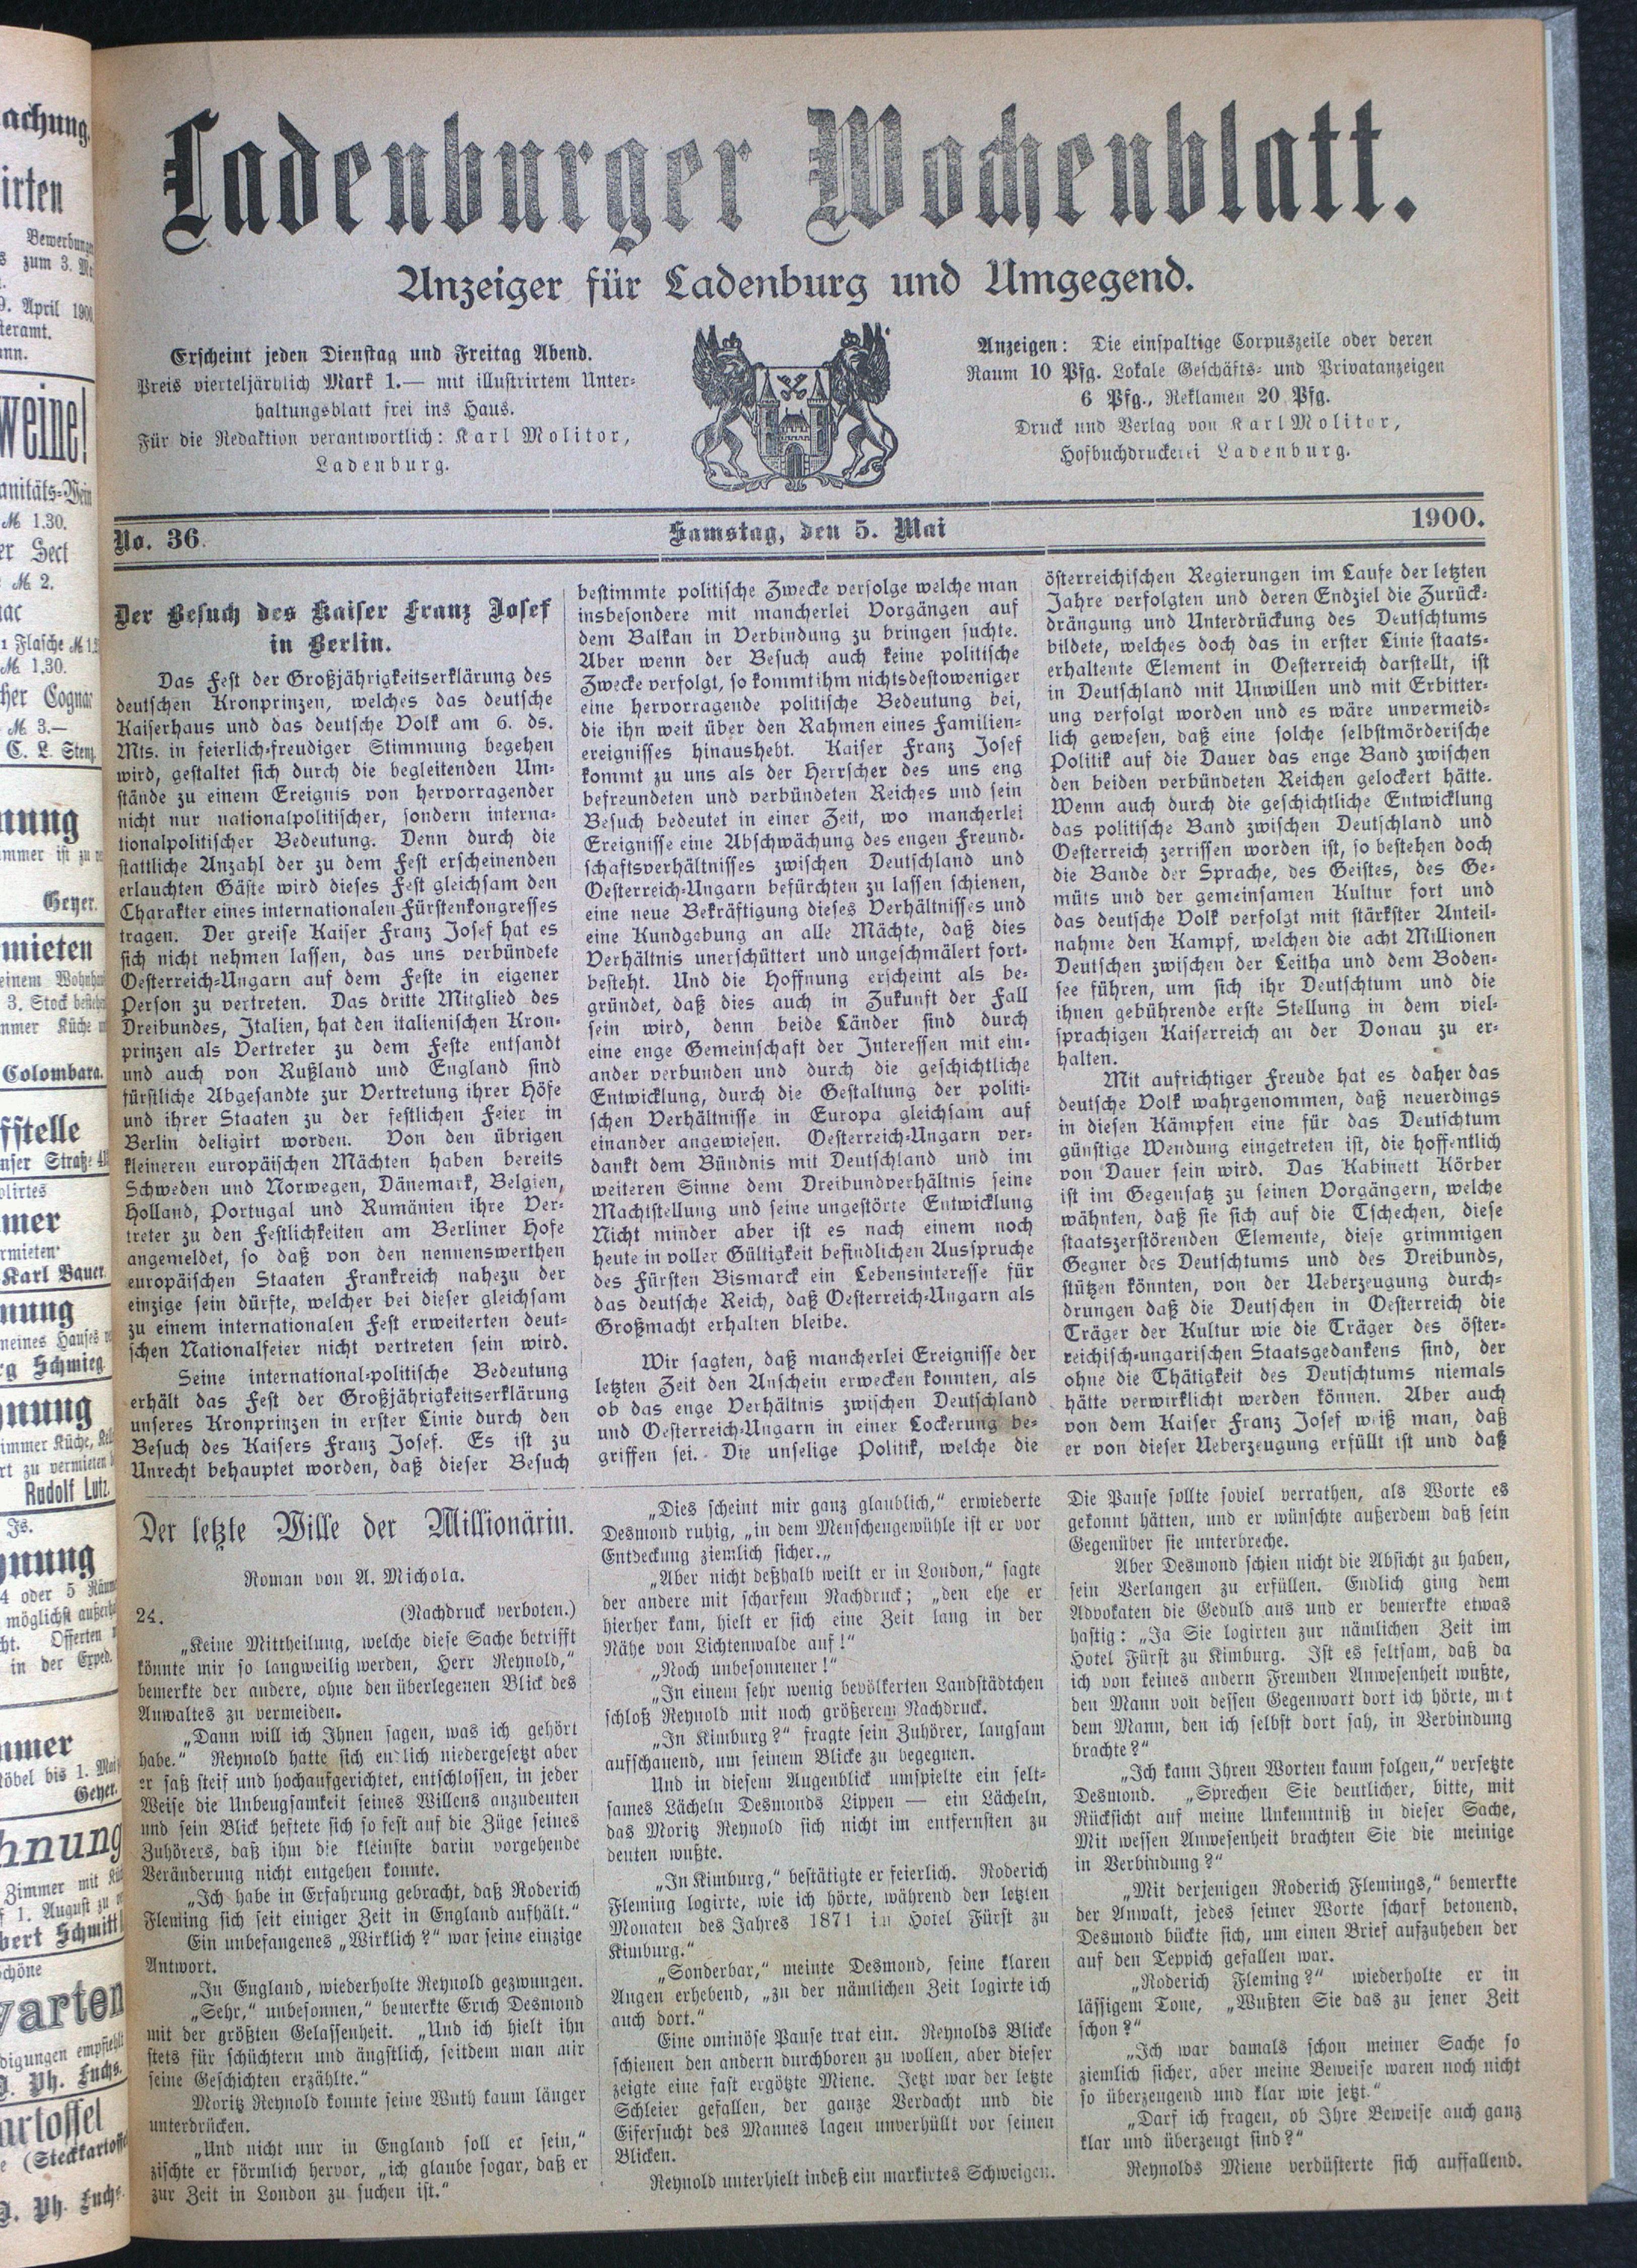 Ladenburger Wochenblatt.
Anzeiger für Ladenburg und Umgegend.
Erscheint jeden Dienstag und Freitag Abend.
Preis vierteljährlich Mark 1.— mit illustrirtem Unter-
haltungsblatt frei ins Haus.
Für die Redaktion verantwortlich: Karl Molitor,
Ladenburg.
Anzeigen: Die einspaltige Corpuszeile oder deren
Raum 10 Pfg. Lokale Geschäfts- und Privatanzeigen
6 Pfg., Reklamen 20 Pfg.
Druck und Verlag von Karl Molitor,
Hofbuchdruckerei Ladenburg.
No. 36.
Samstag, den 5. Mai
1900.
Der Besuch des Kaiser Franz Josef
in Berlin.
Das Fest der Großjährigkeitserklärung des
deutschen Kronprinzen, welches das deutsche
Kaiserhaus und das deutsche Volk am 6. ds.
Mts. in feierlich-freudiger Stimmung begehen
wird, gestaltet sich durch die begleitenden Um-
stände zu einem Ereignis von hervorragender
nicht nur nationalpolitischer, sondern interna-
tionalpolitischer Bedeutung. Denn durch die
stattliche Anzahl der zu dem Fest erscheinenden
erlauchten Gäste wird dieses Fest gleichsam den
Charakter eines internationalen Fürstenkongresses
tragen. Der greise Kaiser Franz Josef hat es
sich nicht nehmen lassen, das uns verbündete
Oesterreich-Ungarn auf dem Feste in eigener
Person zu vertreten. Das dritte Mitglied des
Dreibundes, Italien, hat den italienischen Kron-
prinzen als Vertreter zu dem Feste entsandt
und auch von Rußland und England sind
fürstliche Abgesandte zur Vertretung ihrer Höfe
und ihrer Staaten zu der festlichen Feier in
Berlin deligirt worden. Von den übrigen
kleineren europäischen Mächten haben bereits
Schweden und Norwegen, Dänemark, Belgien,
Holland, Portugal und Rumänien ihre Ver-
treter zu den Festlichkeiten am Berliner Hofe
angemeldet, so daß von den nennenswerthen
europäischen Staaten Frankreich nahezu der
einzige sein dürfte, welcher bei dieser gleichsam
zu einem internationalen Fest erweiterten deut-
schen Nationalfeier nicht vertreten sein wird.
Seine international-politische Bedeutung
erhält das Fest der Großjährigkeitserklärung
unseres Kronprinzen in erster Linie durch den
Besuch des Kaisers Franz Josef. Es ist zu
Unrecht behauptet worden, daß dieser Besuch
bestimmte politische Zwecke verfolge welche man
insbesondere mit mancherlei Vorgängen auf
dem Balkan in Verbindung zu bringen suchte.
Aber wenn der Besuch auch keine politische
Zwecke verfolgt, so kommt ihm nichtsdestoweniger
eine hervorragende politische Bedeutung bei,
die ihn weit über den Rahmen eines Familien-
ereignisses hinaushebt. Kaiser Franz Josef
kommt zu uns als der Herrscher des uns eng
befreundeten und verbündeten Reiches und sein
Besuch bedeutet in einer Zeit, wo mancherlei
Ereignisse eine Abschwächung des engen Freund-
schaftsverhältnisses zwischen Deutschland und
Oesterreich-Ungarn befürchten zu lassen schienen,
eine neue Bekräftigung dieses Verhältnisses und
eine Kundgebung an alle Mächte, daß dies
Verhältnis unerschüttert und ungeschmälert fort-
besteht. Und die Hoffnung erscheint als be-
gründet, daß dies auch in Zukunft der Fall
sein wird, denn beide Länder sind durch
eine enge Gemeinschaft der Interessen mit ein-
ander verbunden und durch die geschichtliche
Entwicklung, durch die Gestaltung der politi-
schen Verhältnisse in Europa gleichsam auf
einander angewiesen. Oesterreich-Ungarn ver-
dankt dem Bündnis mit Deutschland und im
weiteren Sinne dem Dreibundverhältnis seine
Machtstellung und seine ungestörte Entwicklung
Nicht minder aber ist es nach einem noch
heute in voller Gültigkeit befindlichen Ausspruche
des Fürsten Bismarck ein Lebensinteresse für
das deutsche Reich, daß Oesterreich-Ungarn als
Großmacht erhalten bleibe.
Wir sagten, daß mancherlei Ereignisse der
letzten Zeit den Anschein erwecken konnten, als
ob das enge Verhältnis zwischen Deutschland
und Oesterreich-Ungarn in einer Lockerung be-
griffen sei. Die unselige Politik, welche die
österreichischen Regierungen im Laufe der letzten
Jahre verfolgten und deren Endziel die Zurück-
drängung und Unterdrückung des Deutschtums
bildete, welches doch das in erster Linie staats-
erhaltente Element in Oesterreich darstellt, ist
in Deutschland mit Unwillen und mit Erbitter-
ung verfolgt worden und es wäre unvermeid-
lich gewesen, daß eine solche selbstmörderische
Politik auf die Dauer das enge Band zwischen
den beiden verbündeten Reichen gelockert hätte.
Wenn auch durch die geschichtliche Entwicklung
das politische Band zwischen Deutschland und
Oesterreich zerrissen worden ist, so bestehen doch
die Bande der Sprache, des Geistes, des Ge-
müts und der gemeinsamen Kultur fort und
das deutsche Volk verfolgt mit stärkster Anteil-
nahme den Kampf, welchen die acht Millionen
Deutschen zwischen der Leitha und dem Boden-
see führen, um sich ihr Deutschtum und die
ihnen gebührende erste Stellung in dem viel-
sprachigen Kaiserreich an der Donau zu er-
halten.
Mit aufrichtiger Freude hat es daher das
deutsche Volk wahrgenommen, daß neuerdings
in diesen Kämpfen eine für das Deutschtum
günstige Wendung eingetreten ist, die hoffentlich
von Dauer sein wird. Das Kabinett Körber
ist im Gegensatz zu seinen Vorgängern, welche
wähnten, daß sie sich auf die Tschechen, diese
staatszerstörenden Elemente, diese grimmigen
Gegner des Deutschtums und des Dreibunds,
stützen könnten, von der Ueberzeugung durch-
drungen daß die Deutschen in Oesterreich die
Träger der Kultur wie die Träger des öster-
reichisch-ungarischen Staatsgedankens sind, der
ohne die Thätigkeit des Deutschtums niemals
hätte verwirklicht werden können. Aber auch
von dem Kaiser Franz Josef weiß man, daß
er von dieser Ueberzeugung erfüllt ist und daß
Der letzte Wille der Millionärin.
Roman von A. Michola.
24.
(Nachdruck verboten.)
„Keine Mittheilung, welche diese Sache betrifft
könnte mir so langweilig werden, Herr Reynold,"
bemerkte der andere, ohne den überlegenen Blick des
Anwaltes zu vermeiden.
„Dann will ich Ihnen sagen, was ich gehört
habe." Reynold hatte sich endlich niedergesetzt aber
er saß steif und hochaufgerichtet, entschlossen, in jeder
Weise die Unbeugsamkeit seines Willens anzudeuten
und sein Blick heftete sich so fest auf die Züge seines
Zuhörers, daß ihm die kleinste darin vorgehende
Veränderung nicht entgehen konnte.
„Ich habe in Erfahrung gebracht, daß Roderich
Fleming sich seit einiger Zeit in England aufhält."
Ein unbefangenes „Wirklich?" war seine einzige
Antwort.
„In England, wiederholte Reynold gezwungen.
„Sehr," unbesonnen," bemerkte Erich Desmond
mit der größten Gelassenheit. „Und ich hielt ihn
stets für schüchtern und ängstlich, seitdem man mir
seine Geschichten erzählte."
Moritz Reynold konnte seine Wuth kaum länger
unterdrücken.
„Und nicht nur in England soll er sein,"
zischte er förmlich hervor, „ich glaube sogar, daß er
zur Zeit in London zu suchen ist."
„Dies scheint mir ganz glaublich," erwiederte
Desmond ruhig, „in dem Menschengewühle ist er vor
Entdeckung ziemlich sicher.„
„Aber nicht deßhalb weilt er in London," sagte
der andere mit scharfem Nachdruck; „den ehe er
hierher kam, hielt er sich eine Zeit lang in der
Nähe von Lichtenwalde auf!"
„Noch unbesonnener!"
„In einem sehr wenig bevölkerten Landstädtchen
schloß Reynold mit noch größerem Nachdruck.
„In Kimburg?" fragte sein Zuhörer, langsam
aufschauend, um seinem Blicke zu begegnen.
Und in diesem Augenblick umspielte ein selt-
sames Lächeln Desmonds Lippen — ein Lächeln,
das Moritz Reynold sich nicht im entferntsten zu
deuten wußte.
„In Kimburg," bestätigte er feierlich. Roderich
Fleming logirte, wie ich hörte, während den letzten
Monaten des Jahres 1871 im Hotel Fürst zu
Kimburg."
„Sonderbar," meinte Desmond, seine klaren
Augen erhebend, „zu der nämlichen Zeit logirte ich
auch dort."
Eine ominöse Pause trat ein. Reynolds Blicke
schienen den andern durchboren zu wollen, aber dieser
zeigte eine fast ergötzte Miene. Jetzt war der letzte
Schleier gefallen, der ganze Verdacht und die
Eifersucht des Mannes lagen unverhüllt vor seinen
Blicken.
Reynold unterhielt indeß ein markirtes Schweigen.
Die Pause sollte soviel verrathen, als Worte es
gekonnt hätten, und er wünschte außerdem daß sein
Gegenüber sie unterbreche.
Aber Desmond schien nicht die Absicht zu haben,
sein Verlangen zu erfüllen. Endlich ging dem
Advokaten die Geduld aus und er bemerkte etwas
hastig: „Ja Sie logirten zur nämlichen Zeit im
Hotel Fürst zu Kimburg. Ist es seltsam, daß da
ich von keines andern Fremden Anwesenheit wußte,
den Mann von dessen Gegenwart dort ich hörte, mit
dem Mann, den ich selbst dort sah, in Verbindung
brachte?"
„Ich kann Ihren Worten kaum folgen," versetzte
Desmond. „Sprechen Sie deutlicher, bitte, mit
Rücksicht auf meine Unkenntniß in dieser Sache,
Mit wessen Anwesenheit brachten Sie die meinige
in Verbindung?"
„Mit derjenigen Roderich Flemings," bemerkte
der Anwalt, jedes seiner Worte scharf betonend.
Desmond bückte sich, um einen Brief aufzuheben der
auf den Teppich gefallen war.
„Roderich Fleming?" wiederholte er in
lässigem Tone, „Wußten Sie das zu jener Zeit
schon?"
„Ich war damals schon meiner Sache so
ziemlich sicher, aber meine Beweise waren noch nicht
so überzeugend und klar wie jetzt."
„Darf ich fragen, ob Ihre Beweise auch ganz
klar und überzeugt sind?"
Reynolds Miene verdüsterte sich auffallend.